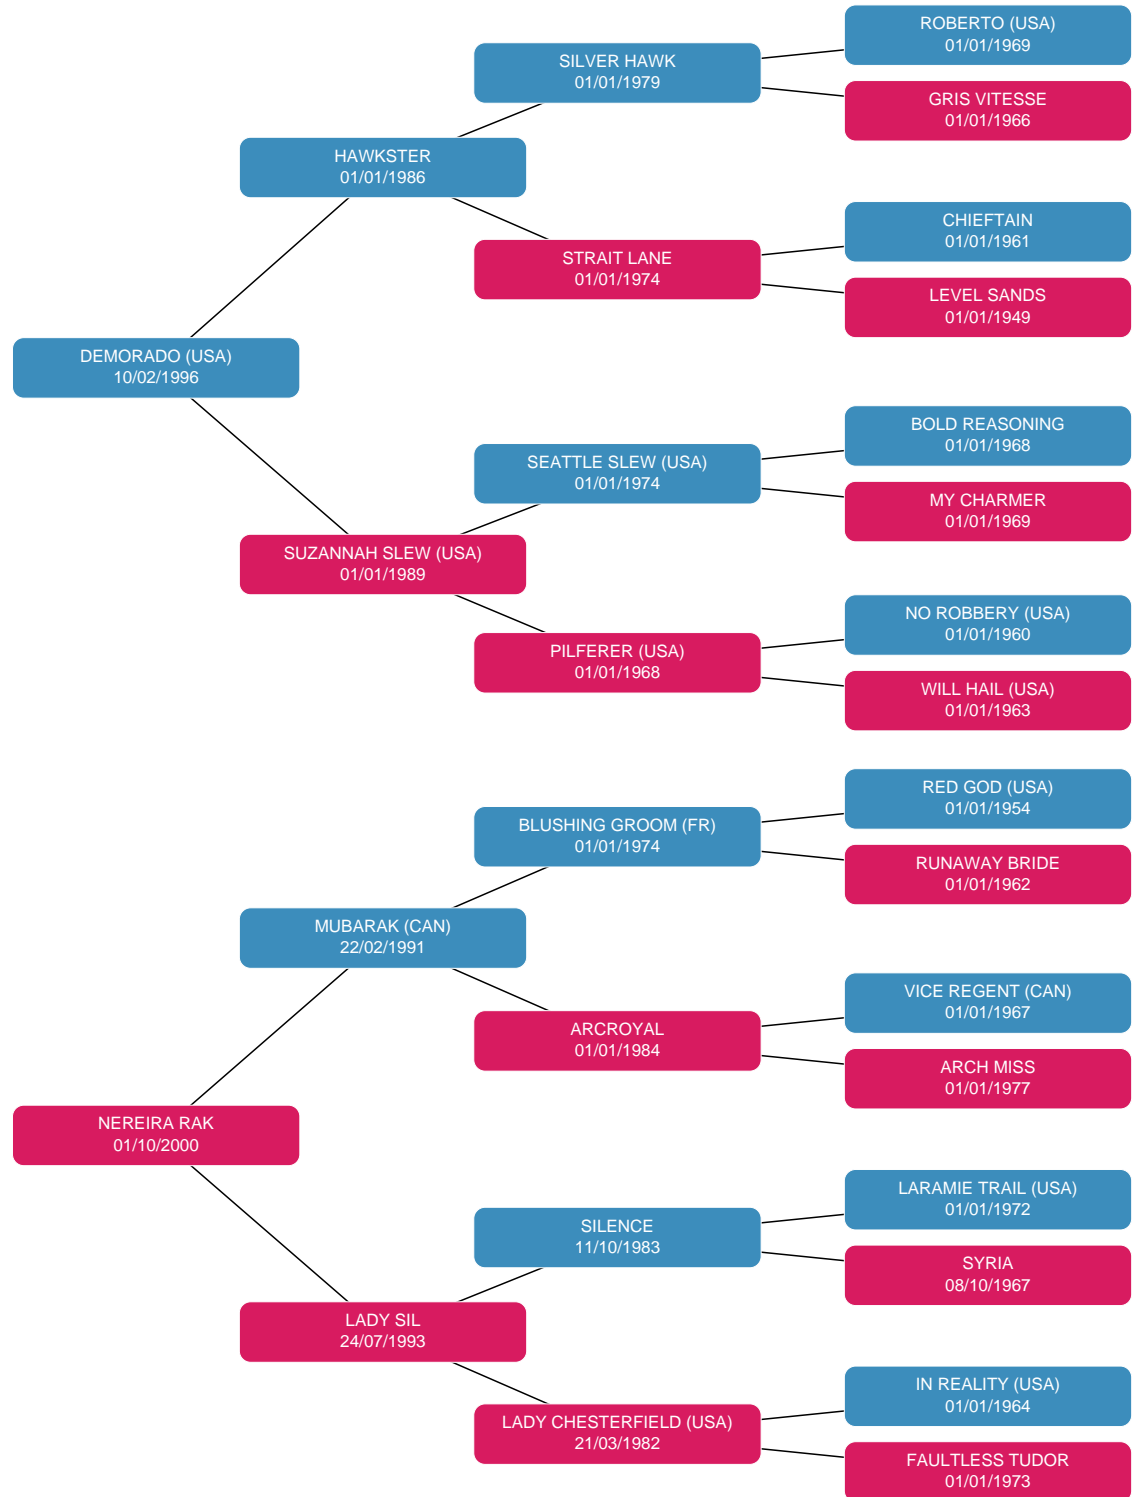 ROBERTO (USA)
01/01/1969
SILVER HAWK
01/01/1979
GRIS VITESSE
01/01/1966
HAWKSTER
01/01/1986
CHIEFTAIN
01/01/1961
STRAIT LANE
01/01/1974
LEVEL SANDS
01/01/1949
DEMORADO (USA)
10/02/1996
BOLD REASONING
01/01/1968
SEATTLE SLEW (USA)
01/01/1974
MY CHARMER
01/01/1969
SUZANNAH SLEW (USA)
01/01/1989
NO ROBBERY (USA)
01/01/1960
PILFERER (USA)
01/01/1968
WILL HAIL (USA)
01/01/1963
RED GOD (USA)
01/01/1954
BLUSHING GROOM (FR)
01/01/1974
RUNAWAY BRIDE
01/01/1962
MUBARAK (CAN)
22/02/1991
VICE REGENT (CAN)
01/01/1967
ARCROYAL
01/01/1984
ARCH MISS
01/01/1977
NEREIRA RAK
01/10/2000
LARAMIE TRAIL (USA)
01/01/1972
SILENCE
11/10/1983
SYRIA
08/10/1967
LADY SIL
24/07/1993
IN REALITY (USA)
01/01/1964
LADY CHESTERFIELD (USA)
21/03/1982
FAULTLESS TUDOR
01/01/1973